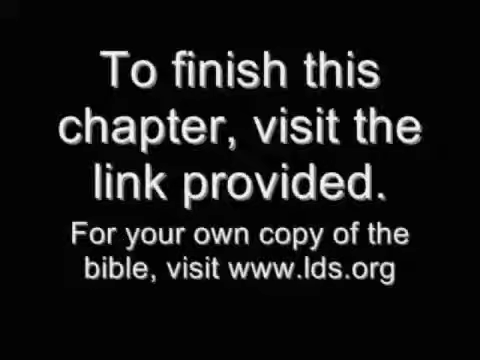 To finish this
chapter, visit the
link provided.
For your own copy of the
bible, visit www.lds.org